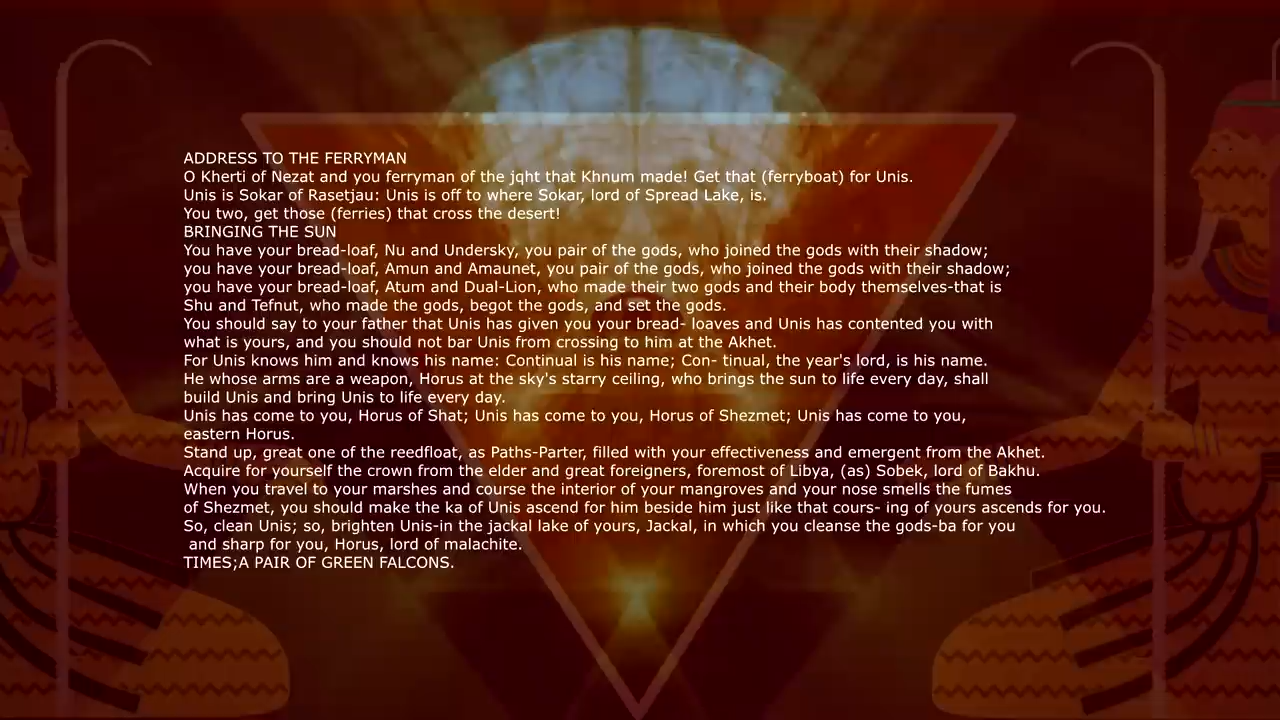 ADDRESS TO THE FERRYMAN
O Kherti of Nezat and you ferryman of the jqht that Khnum made! Get that (ferryboat) for Unis.
Unis is Sokar of Rasetjau: Unis is off to where Sokar, lord of Spread Lake, is.
You two, get those (ferries) that cross the desert!
BRINGING THE SUN
You have your bread-loaf, Nu and Undersky, you pair of the gods, who joined the gods with their shadow;
you have your bread-loaf, Amun and Amaunet, you pair of the gods, who joined the gods with their shadow;
you have your bread-loaf, Atum and Dual-Lion, who made their two gods and their body themselves-that is
Shu and Tefnut, who made the gods, begot the gods, and set the gods.
You should say to your father that Unis has given you your bread- loaves and Unis has contented you with
what is yours, and you should not bar Unis from crossing to him at the Akhet.
For Unis knows him and knows his name: Continual is his name; Con- tinual, the year's lord, is his name.
He whose arms are a weapon, Horus at the sky's starry ceiling, who brings the sun to life every day, shall
build Unis and bring Unis to life every day.
Unis has come to you, Horus of Shat; Unis has come to you, Horus of Shezmet; Unis has come to you,
eastern Horus.
Stand up, great one of the reedfloat, as Paths-Parter, filled with your effectiveness and emergent from the Akhet.
Acquire for yourself the crown from the elder and great foreigners, foremost of Libya, (as) Sobek, lord of Bakhu.
When you travel to your marshes and course the interior of your mangroves and your nose smells the fumes
of Shezmet, you should make the ka of Unis ascend for him beside him just like that cours- ing of yours ascends for you.
So, clean Unis; so, brighten Unis-in the jackal lake of yours, Jackal, in which you cleanse the gods-ba for you
and sharp for you, Horus, lord of malachite.
TIMES;A PAIR OF GREEN FALCONS.